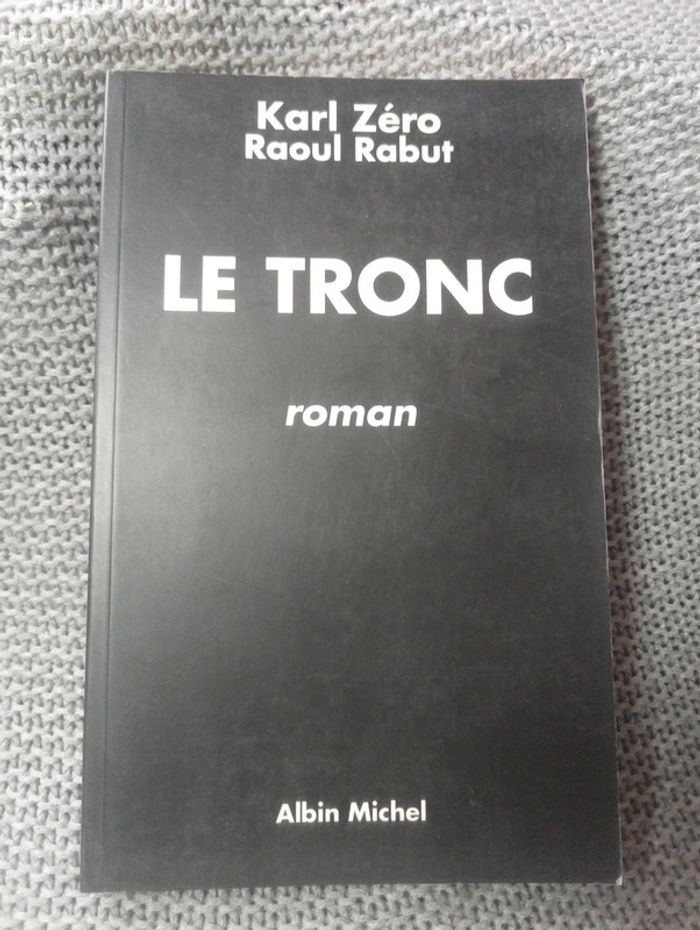 Karl Zéro
Raoul Rabut
LE TRONC
roman
Albin Michel